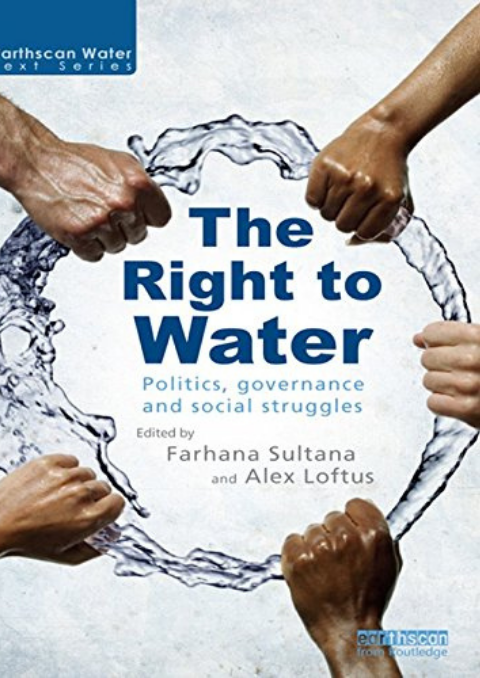 arthscan Water
ext Series
The
Right to
Water
Politics, governance
and social struggles
Edited by
Farhana Sultana
and Alex Loftus
earthscan
from Routledge